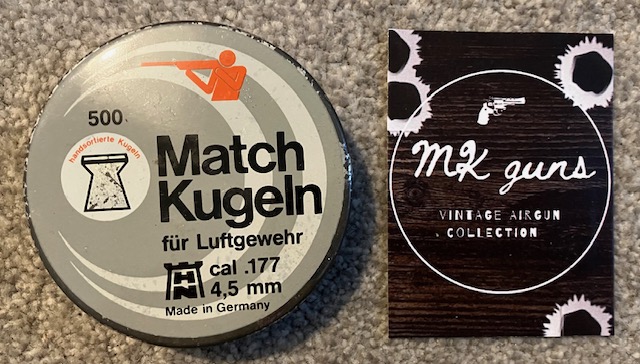 500
handsortierte Kugeln
Match
Kugeln
für Luftgewehr
HN
cal .177
4,5 mm
Made in Germany
MK guns
VINTAGE AIRGUN
COLLECTION